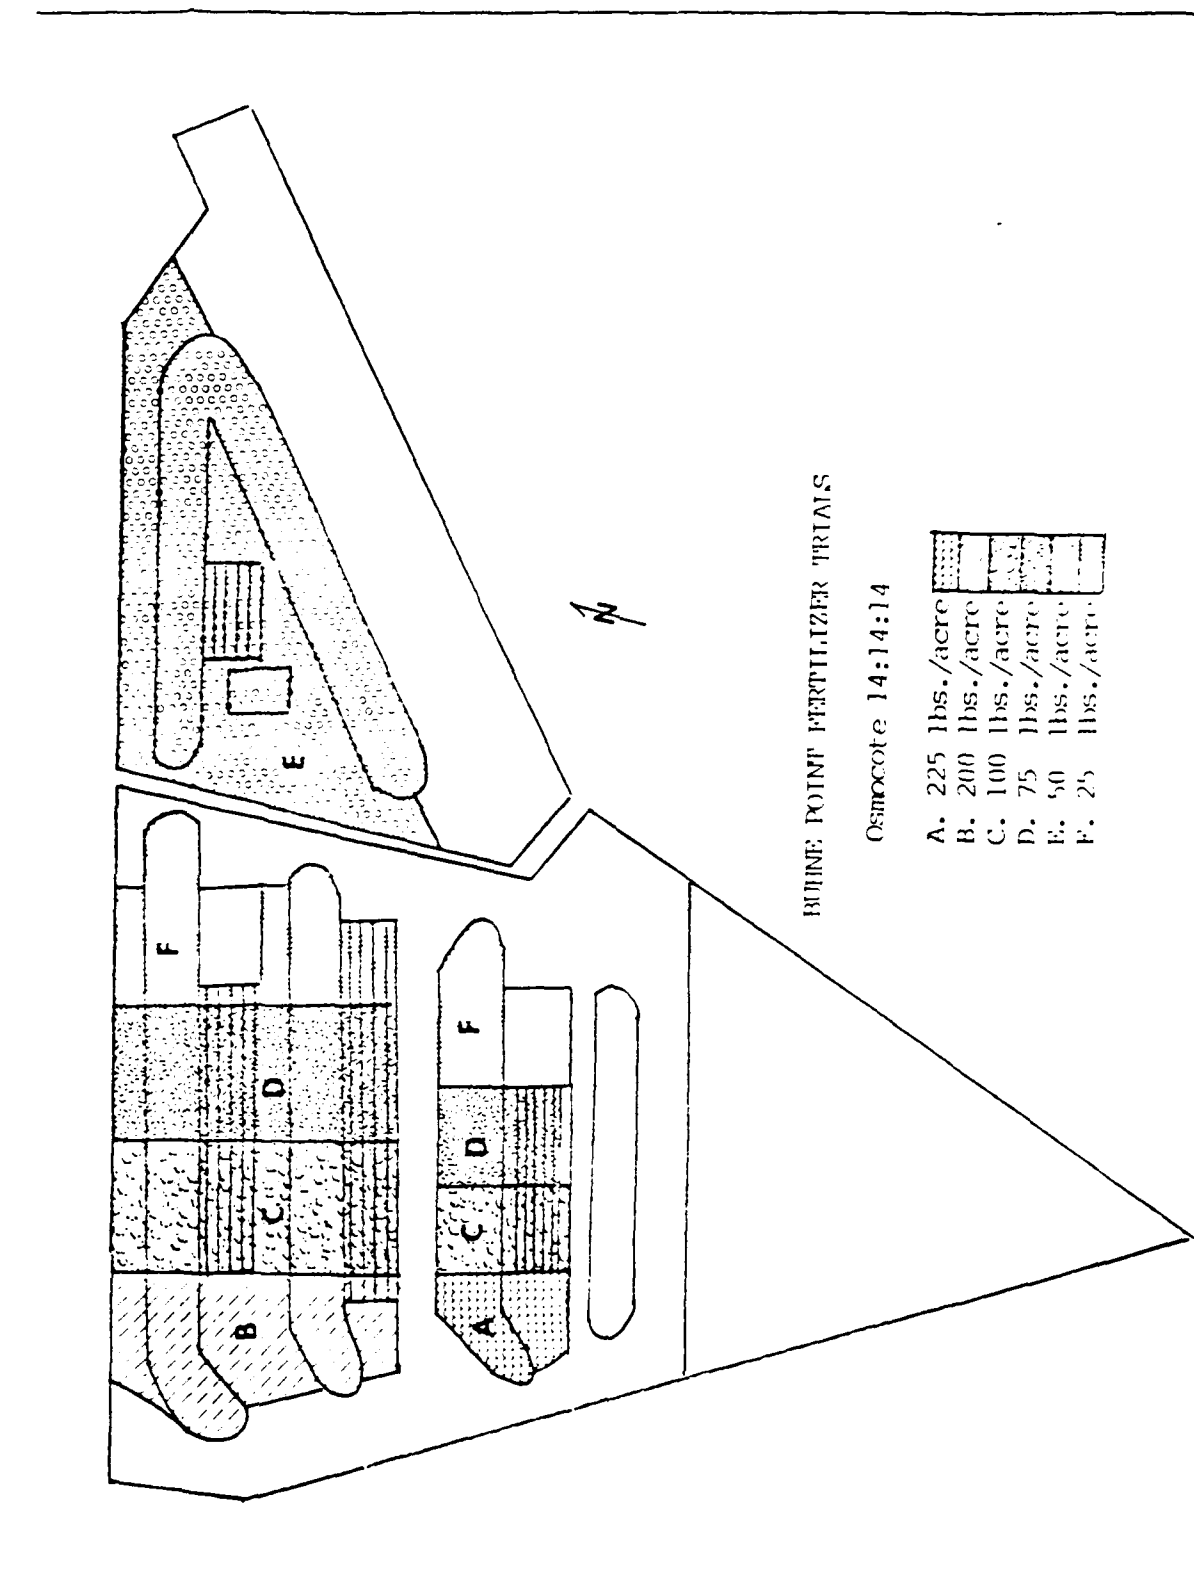 BUHNE POINT FERTILIZER TRIALS
Osmocote 14:14:14
A. 225 lbs./acre
B. 200 lbs./acre
C. 100 lbs./acre
D. 75 lbs./acre
E. 50 lbs./acre
F. 25 lbs./acre
E
F
D
C
B
F
D
C
A
N